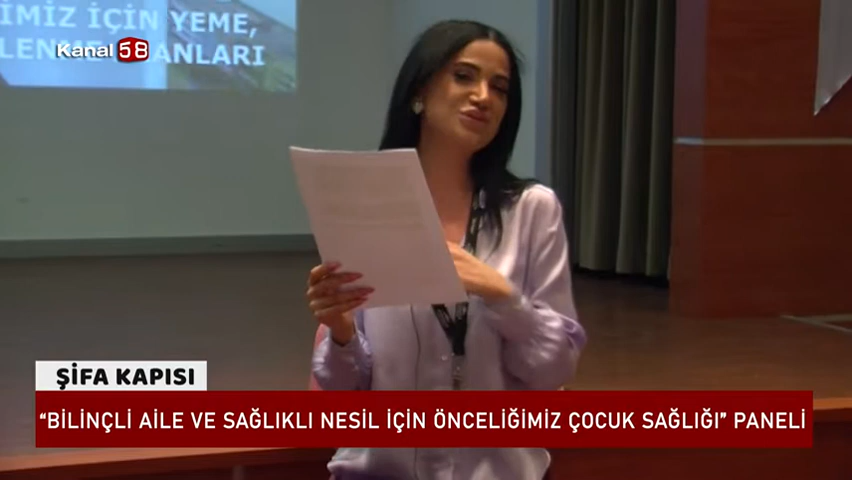 İMİZ İÇİN YEME,
Kanal 58
ANLARI
ŞİFA KAPISI
“BİLİNÇLİ AİLE VE SAĞLIKLI NESİL İÇİN ÖNCELİĞİMİZ ÇOCUK SAĞLIĞI” PANELİ